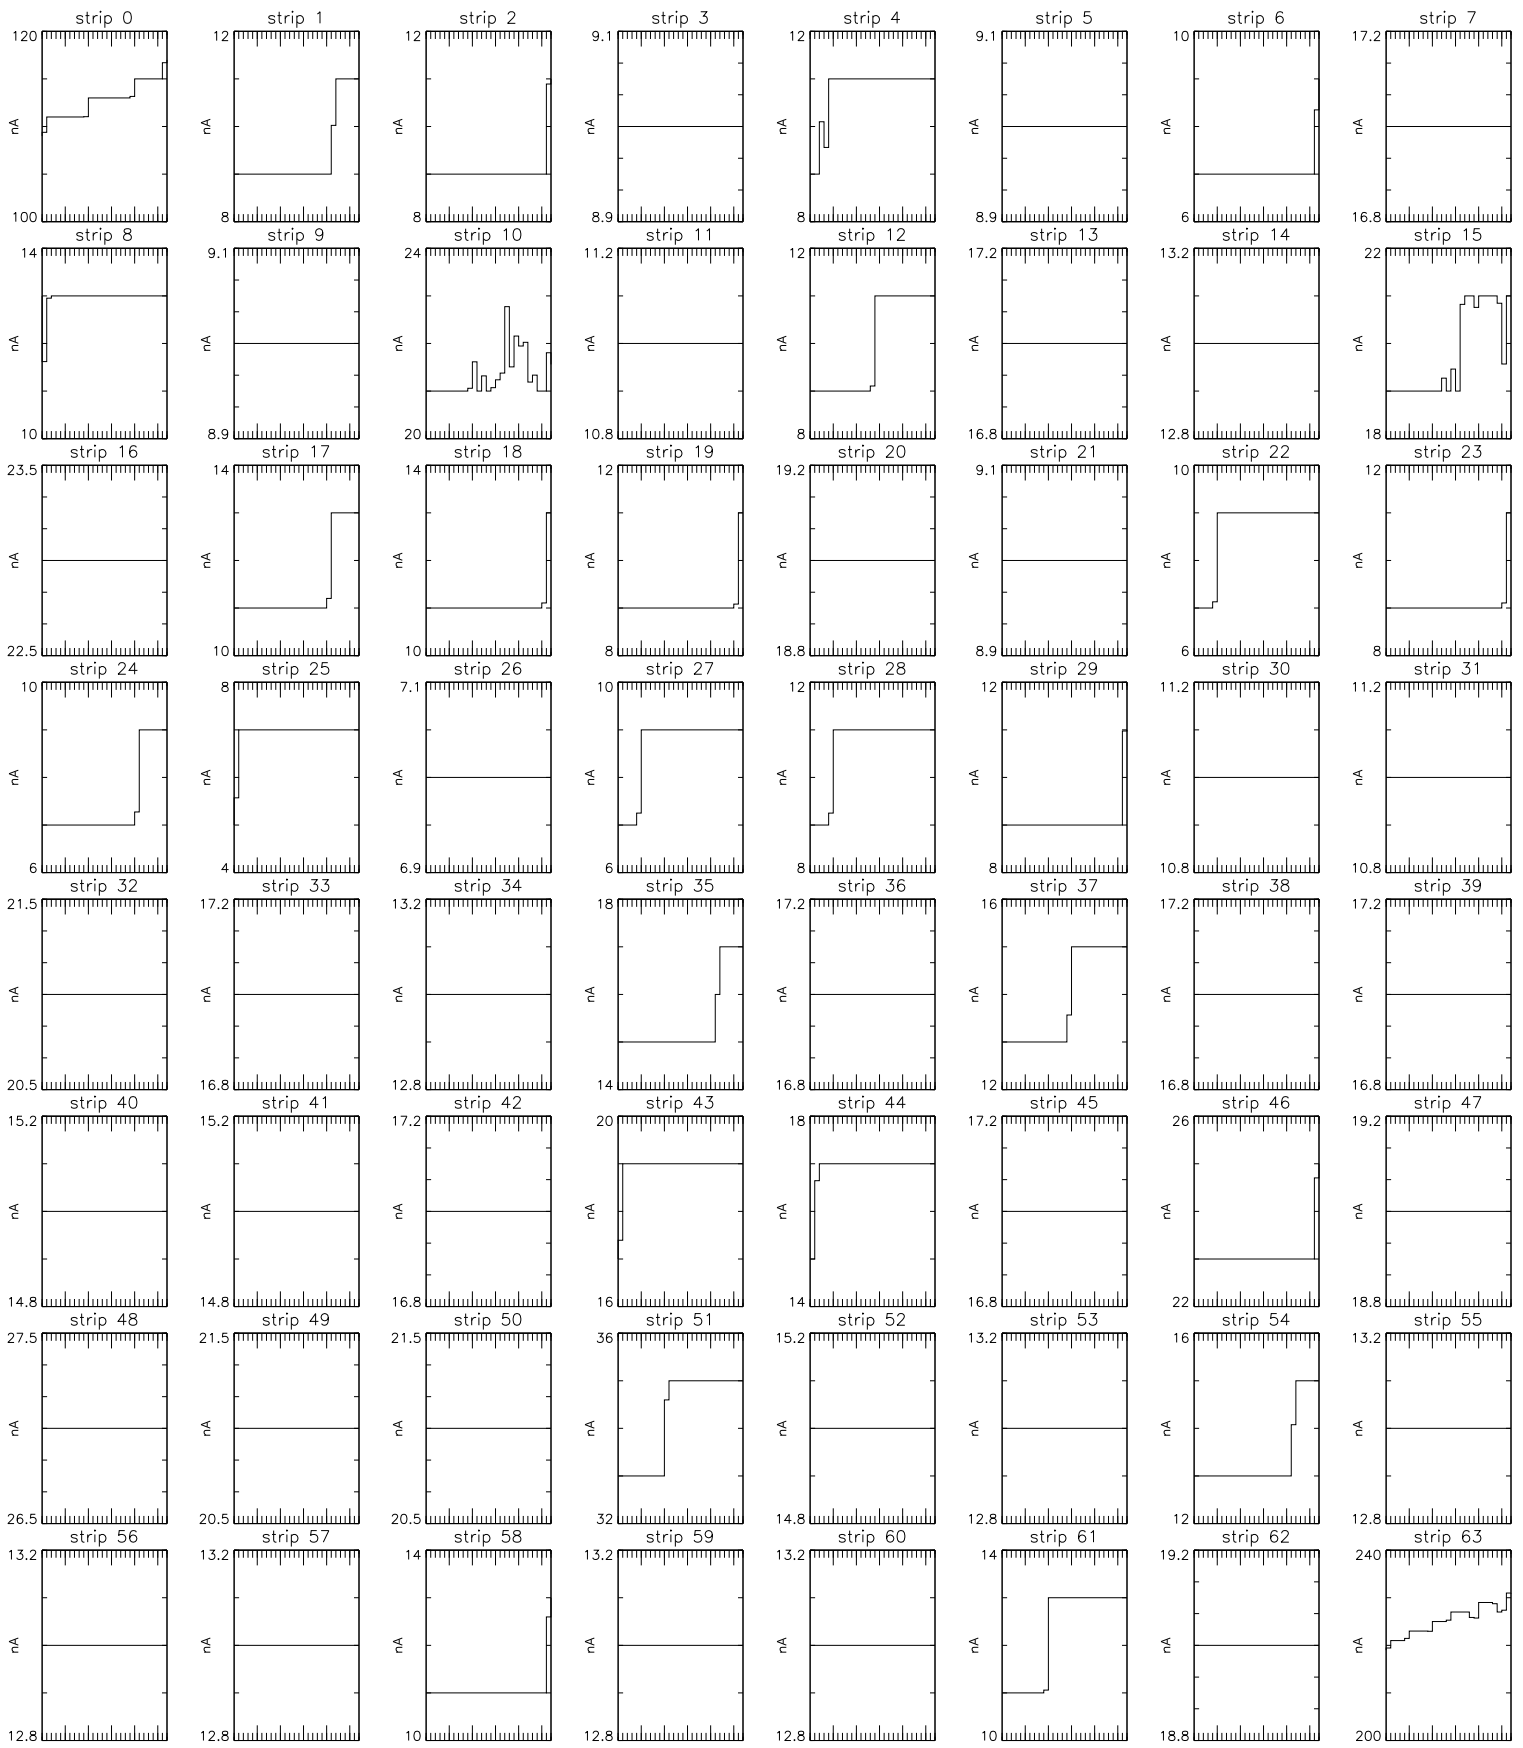 strip 0 strip 1 strip 2 strip 3 strip 4 strip 5 strip 6 strip 7
120 12 12 9.1 12 9.1 10 17.2
nA nA nA nA nA nA nA nA
100 8 8 8.9 8 8.9 6 16.8
strip 8 strip 9 strip 10 strip 11 strip 12 strip 13 strip 14 strip 15
14 9.1 24 11.2 12 17.2 13.2 22
nA nA nA nA nA nA nA nA
10 8.9 20 10.8 8 16.8 12.8 18
strip 16 strip 17 strip 18 strip 19 strip 20 strip 21 strip 22 strip 23
23.5 14 14 12 19.2 9.1 10 12
nA nA nA nA nA nA nA nA
22.5 10 10 8 18.8 8.9 6 8
strip 24 strip 25 strip 26 strip 27 strip 28 strip 29 strip 30 strip 31
10 8 7.1 10 12 12 11.2 11.2
nA nA nA nA nA nA nA nA
6 4 6.9 6 8 8 10.8 10.8
strip 32 strip 33 strip 34 strip 35 strip 36 strip 37 strip 38 strip 39
21.5 17.2 13.2 18 17.2 16 17.2 17.2
nA nA nA nA nA nA nA nA
20.5 16.8 12.8 14 16.8 12 16.8 16.8
strip 40 strip 41 strip 42 strip 43 strip 44 strip 45 strip 46 strip 47
15.2 15.2 17.2 20 18 17.2 26 19.2
nA nA nA nA nA nA nA nA
14.8 14.8 16.8 16 14 16.8 22 18.8
strip 48 strip 49 strip 50 strip 51 strip 52 strip 53 strip 54 strip 55
27.5 21.5 21.5 36 15.2 13.2 16 13.2
nA nA nA nA nA nA nA nA
26.5 20.5 20.5 32 14.8 12.8 12 12.8
strip 56 strip 57 strip 58 strip 59 strip 60 strip 61 strip 62 strip 63
13.2 13.2 14 13.2 13.2 14 19.2 240
nA nA nA nA nA nA nA nA
12.8 12.8 10 12.8 12.8 10 18.8 200